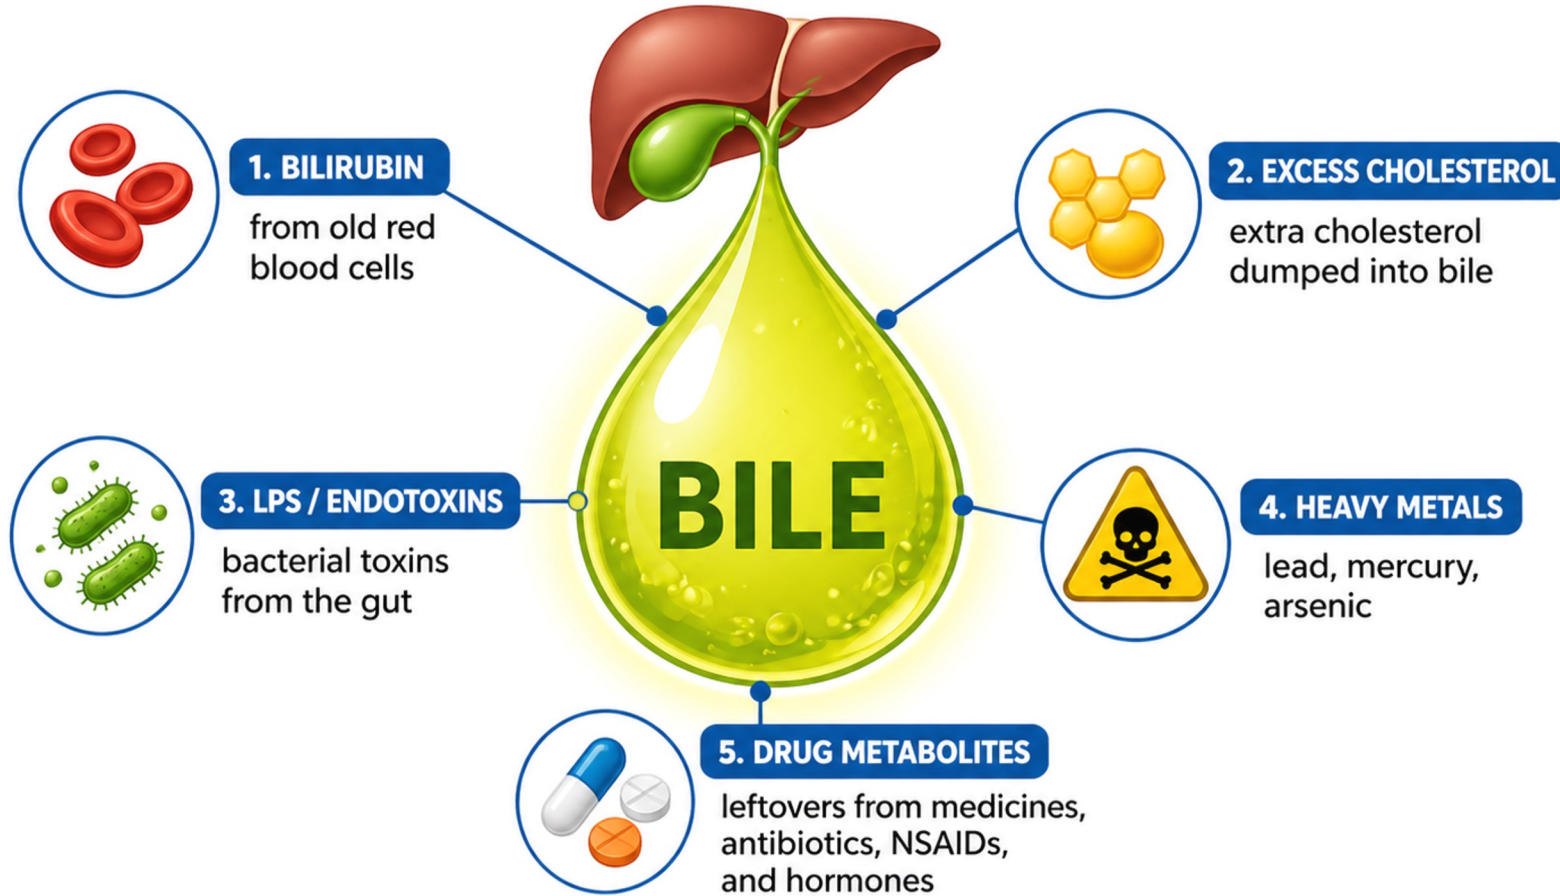 1. BILIRUBIN
from old red
blood cells
2. EXCESS CHOLESTEROL
extra cholesterol
dumped into bile
3. LPS / ENDOTOXINS
bacterial toxins
from the gut
BILE
4. HEAVY METALS
lead, mercury,
arsenic
5. DRUG METABOLITES
leftovers from medicines,
antibiotics, NSAIDs,
and hormones